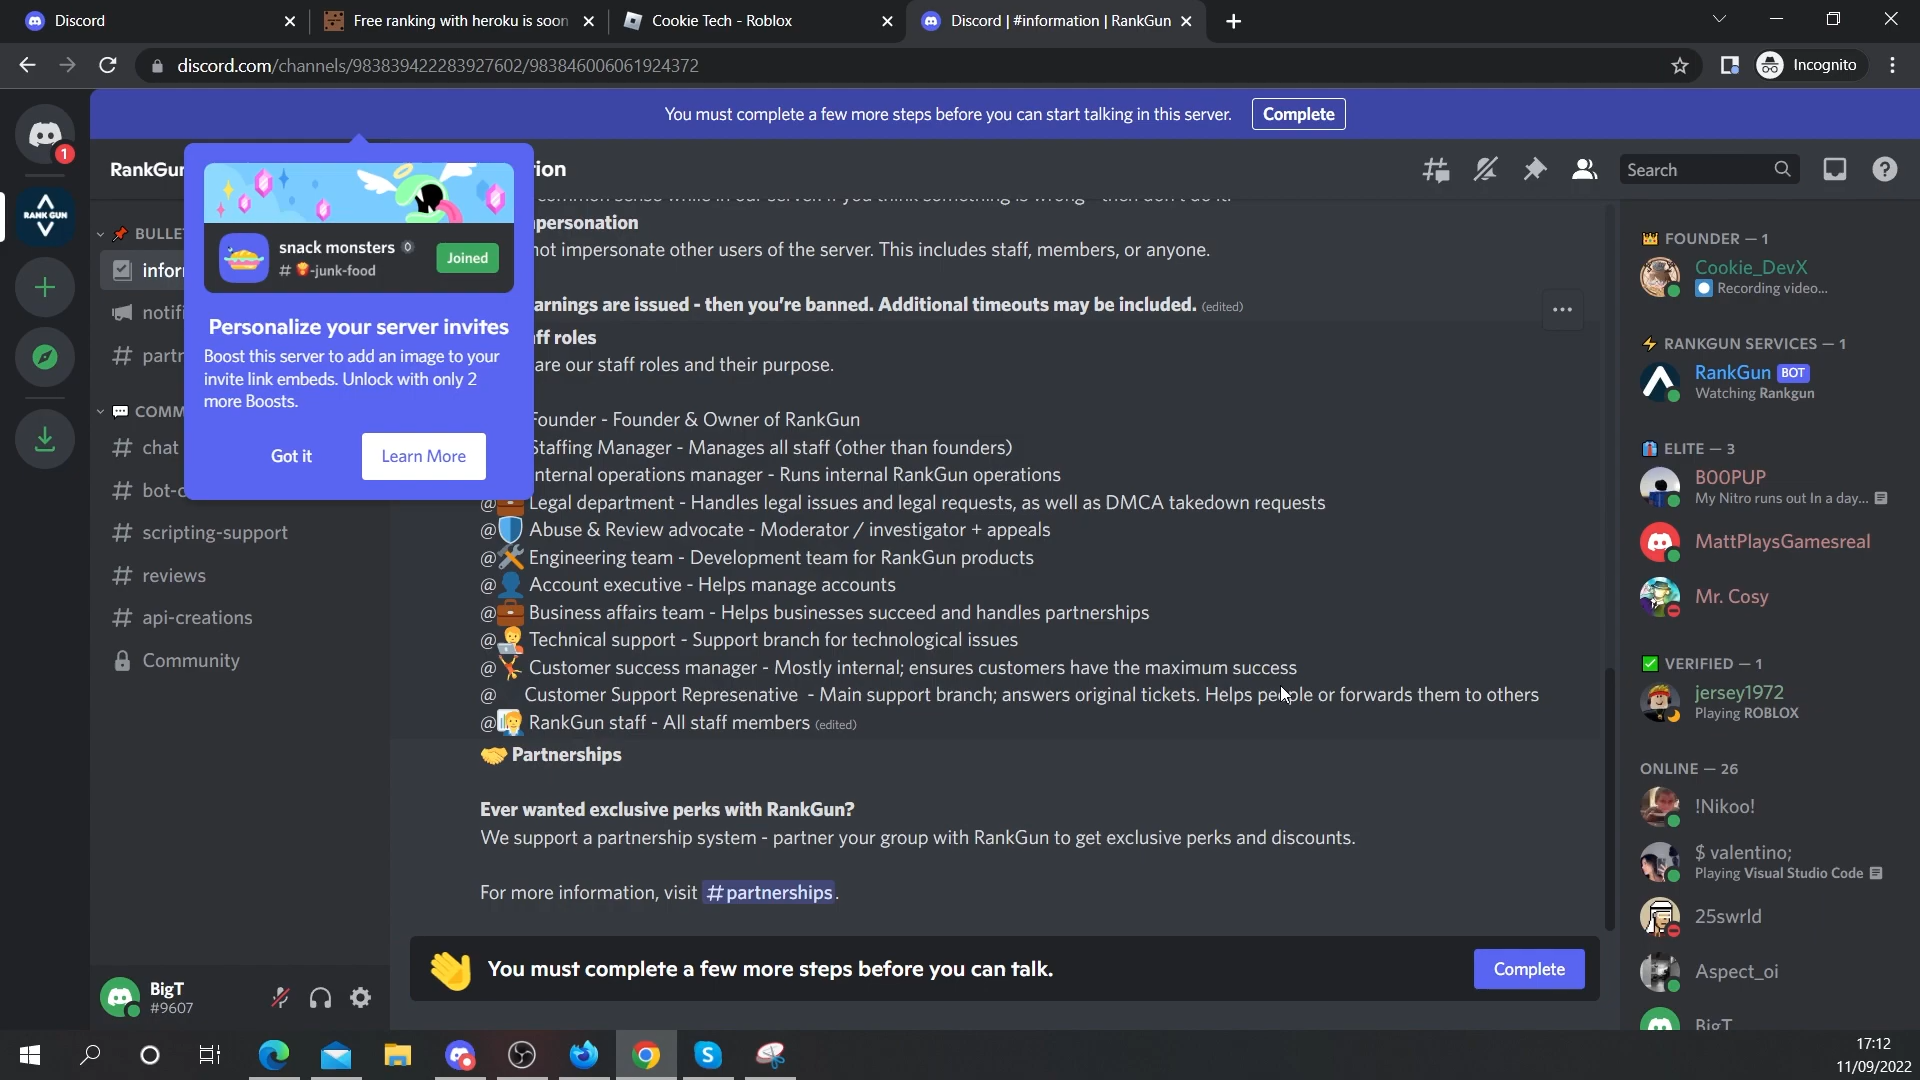 Discord
Free ranking with heroku is soon
Cookie Tech - Roblox
Discord | #information | RankGun
discord.com/channels/983839422283927602/983846006061924372
Incognito
You must complete a few more steps before you can start talking in this server.
Complete
1
RANK GUN
RankGun
snack monsters
# -junk-food
Joined
Personalize your server invites
Boost this server to add an image to your
invite link embeds. Unlock with only 2
more Boosts.
Got it
Learn More
BULLE
infor
notifi
partn
COMM
chat
bot-c
scripting-support
reviews
api-creations
Community
BigT
#9607
tion
Search
personation
not impersonate other users of the server. This includes staff, members, or anyone.
arnings are issued - then you're banned. Additional timeouts may be included. (edited)
ff roles
are our staff roles and their purpose.
Founder - Founder & Owner of RankGun
Staffing Manager - Manages all staff (other than founders)
nternal operations manager - Runs internal RankGun operations
@ Legal department - Handles legal issues and legal requests, as well as DMCA takedown requests
@ Abuse & Review advocate - Moderator / investigator + appeals
@ Engineering team - Development team for RankGun products
@ Account executive - Helps manage accounts
@ Business affairs team - Helps businesses succeed and handles partnerships
@ Technical support - Support branch for technological issues
@ Customer success manager - Mostly internal; ensures customers have the maximum success
@ Customer Support Represenative - Main support branch; answers original tickets. Helps people or forwards them to others
@ RankGun staff - All staff members (edited)
Partnerships
Ever wanted exclusive perks with RankGun?
We support a partnership system - partner your group with RankGun to get exclusive perks and discounts.
For more information, visit #partnerships.
You must complete a few more steps before you can talk.
Complete
FOUNDER — 1
Cookie_DevX
Recording video...
RANKGUN SERVICES — 1
RankGun BOT
Watching Rankgun
ELITE — 3
BOOPUP
My Nitro runs out In a day...
MattPlaysGamesreal
Mr. Cosy
VERIFIED — 1
jersey1972
Playing ROBLOX
ONLINE — 26
!Nikoo!
$ valentino;
Playing Visual Studio Code
25swrld
Aspect_oi
BigT
17:12
11/09/2022